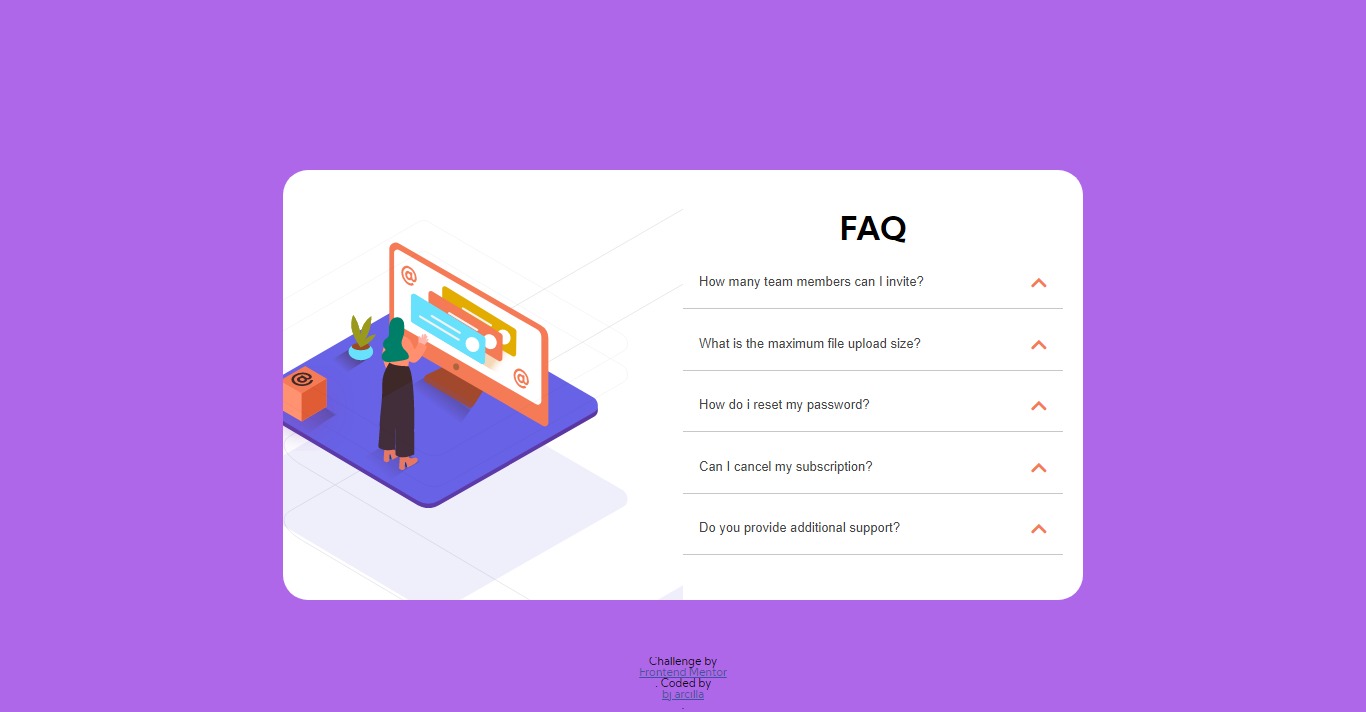 FAQ
How many team members can I invite?
What is the maximum file upload size?
How do i reset my password?
Can I cancel my subscription?
Do you provide additional support?
Challenge by
Frontend Mentor
. Coded by
bj arcilla
.